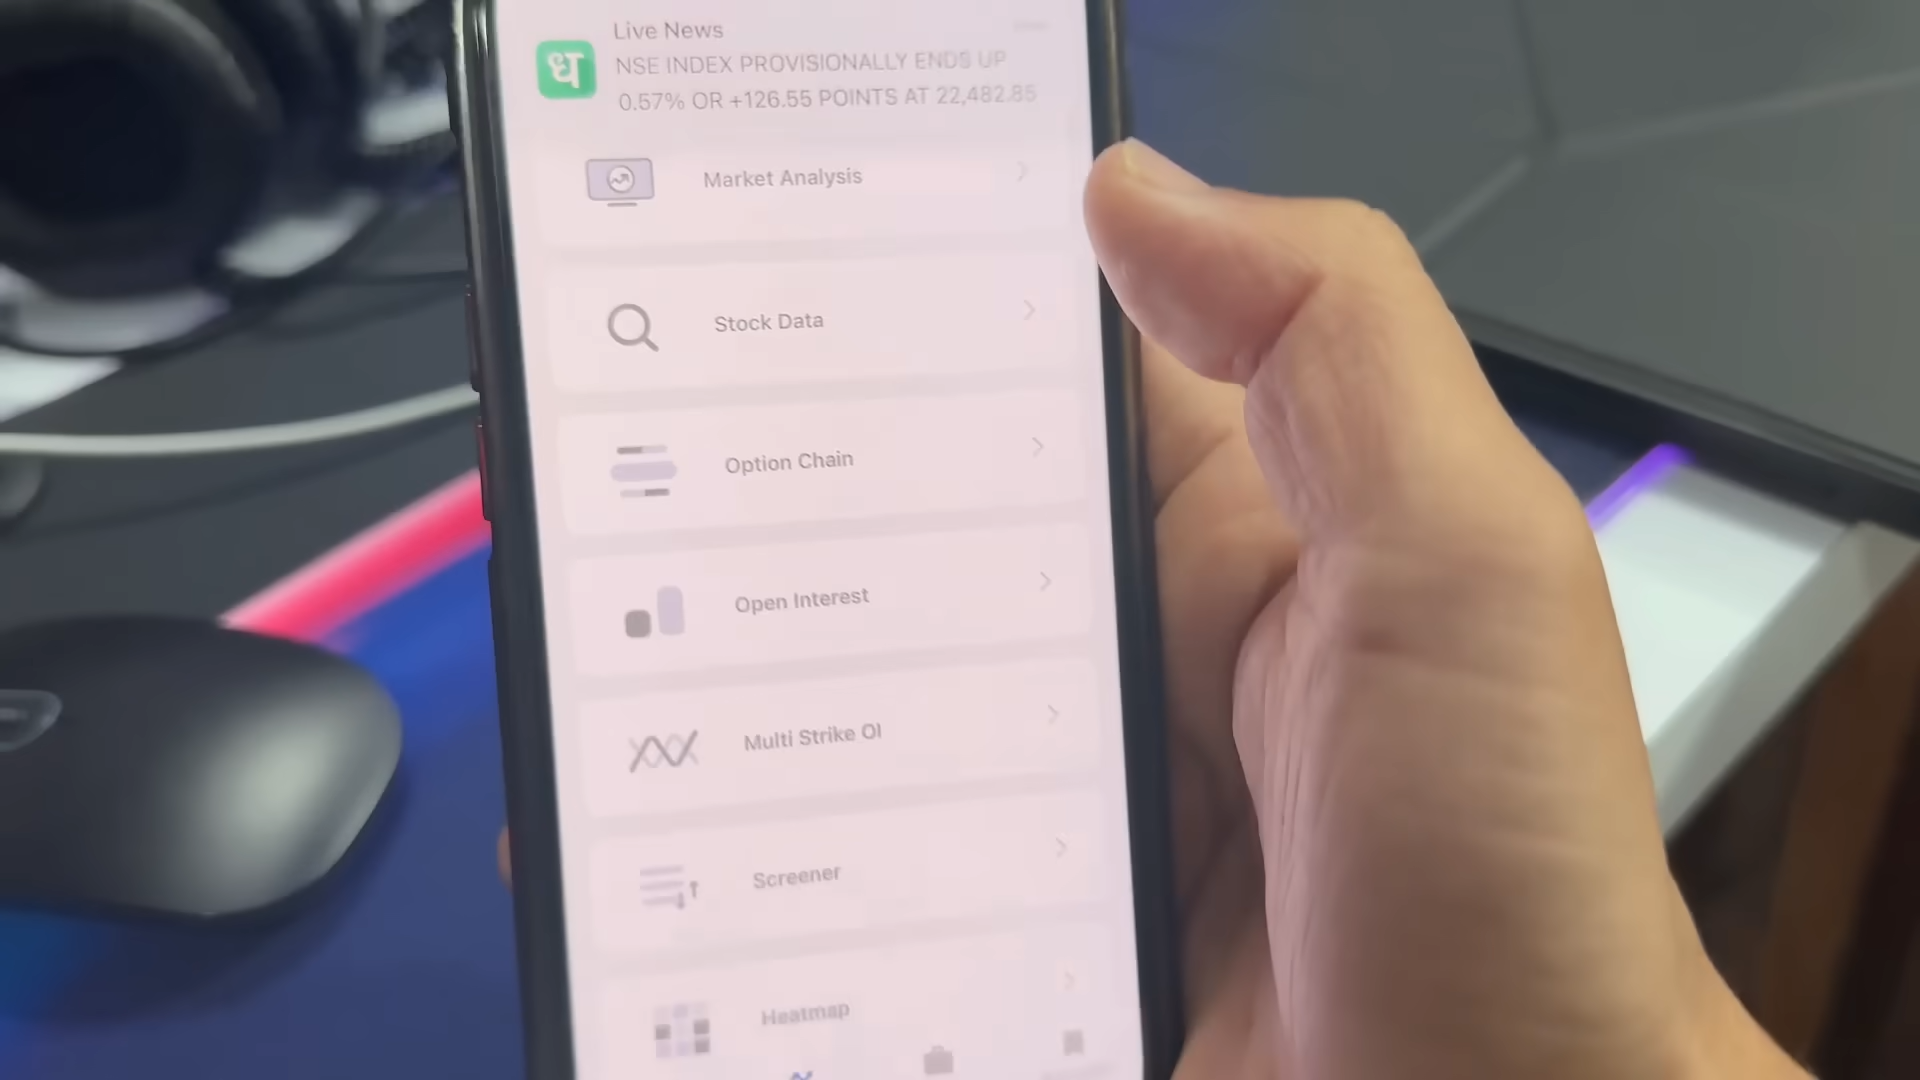 Live News
ध
NSE INDEX PROVISIONALLY ENDS UP
0.57% OR +126.55 POINTS AT 22,482.85
Market Analysis
Stock Data
Option Chain
Open Interest
Multi Strike OI
Screener
Heatmap